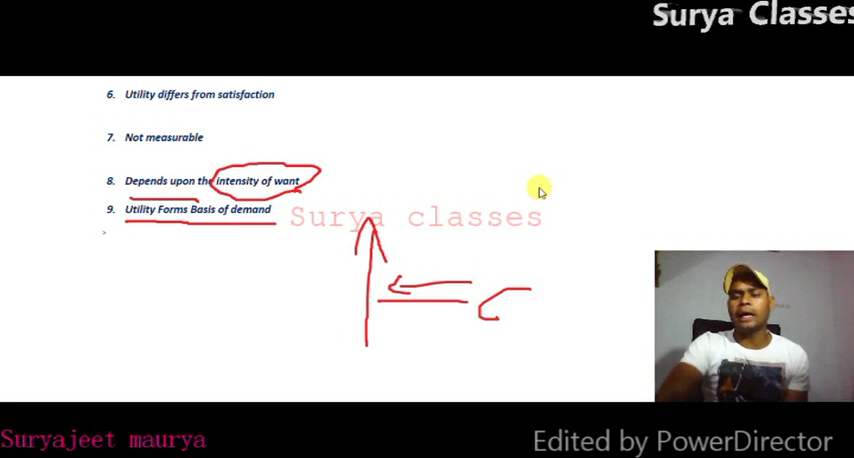 Surya Classes
6. Utility differs from satisfaction
7. Not measurable
8. Depends upon the intensity of want
9. Utility Forms Basis of demand
Surya classes
Suryajeet maurya
Edited by PowerDirector